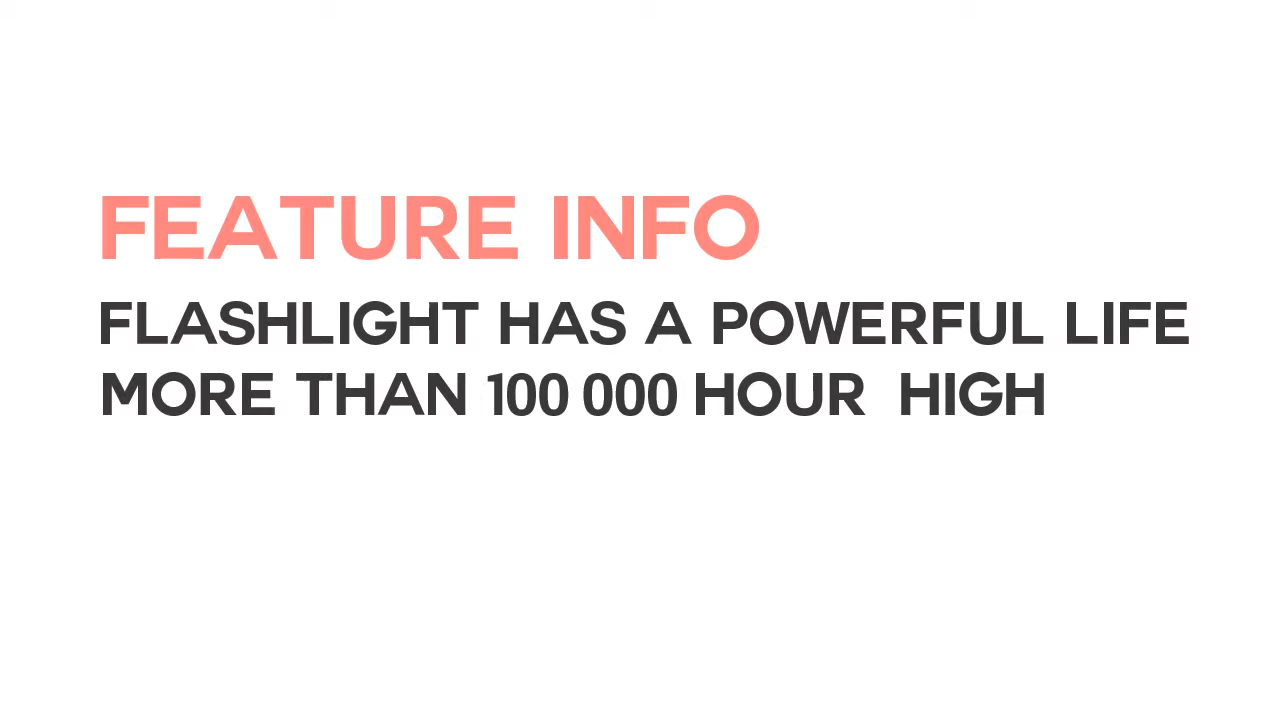 FEATURE INFO
FLASHLIGHT HAS A POWERFUL LIFE
MORE THAN 100 000 HOUR  HIGH